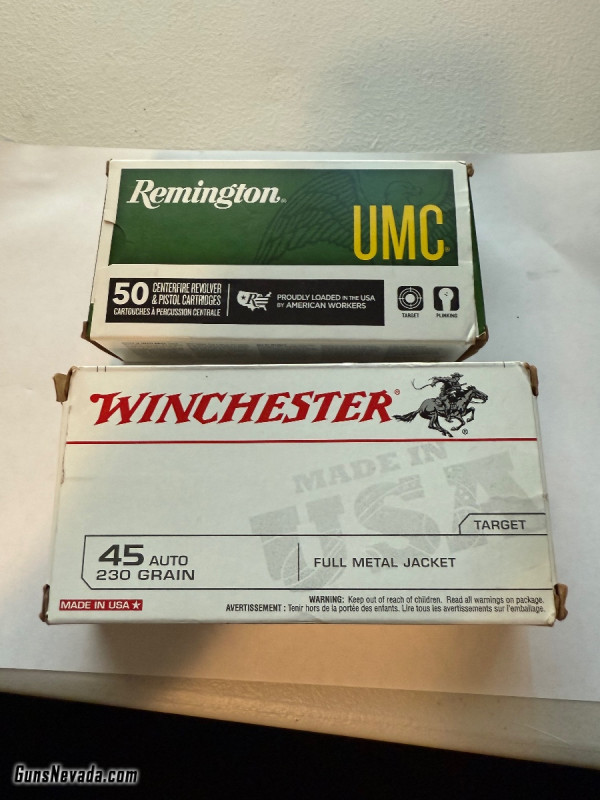 Remington®
UMC®
50 CENTERFIRE REVOLVER
& PISTOL CARTRIDGES
CARTOUCHES À PERCUSSION CENTRALE
R
PROUDLY LOADED IN THE USA
BY AMERICAN WORKERS
TARGET
PLINKING
WINCHESTER®
®
MADE IN
USA
TARGET
45 AUTO
230 GRAIN
FULL METAL JACKET
MADE IN USA
WARNING: Keep out of reach of children. Read all warnings on package.
AVERTISSEMENT : Tenir hors de la portée des enfants. Lire tous les avertissements sur l'emballage.
GunsNevada.com